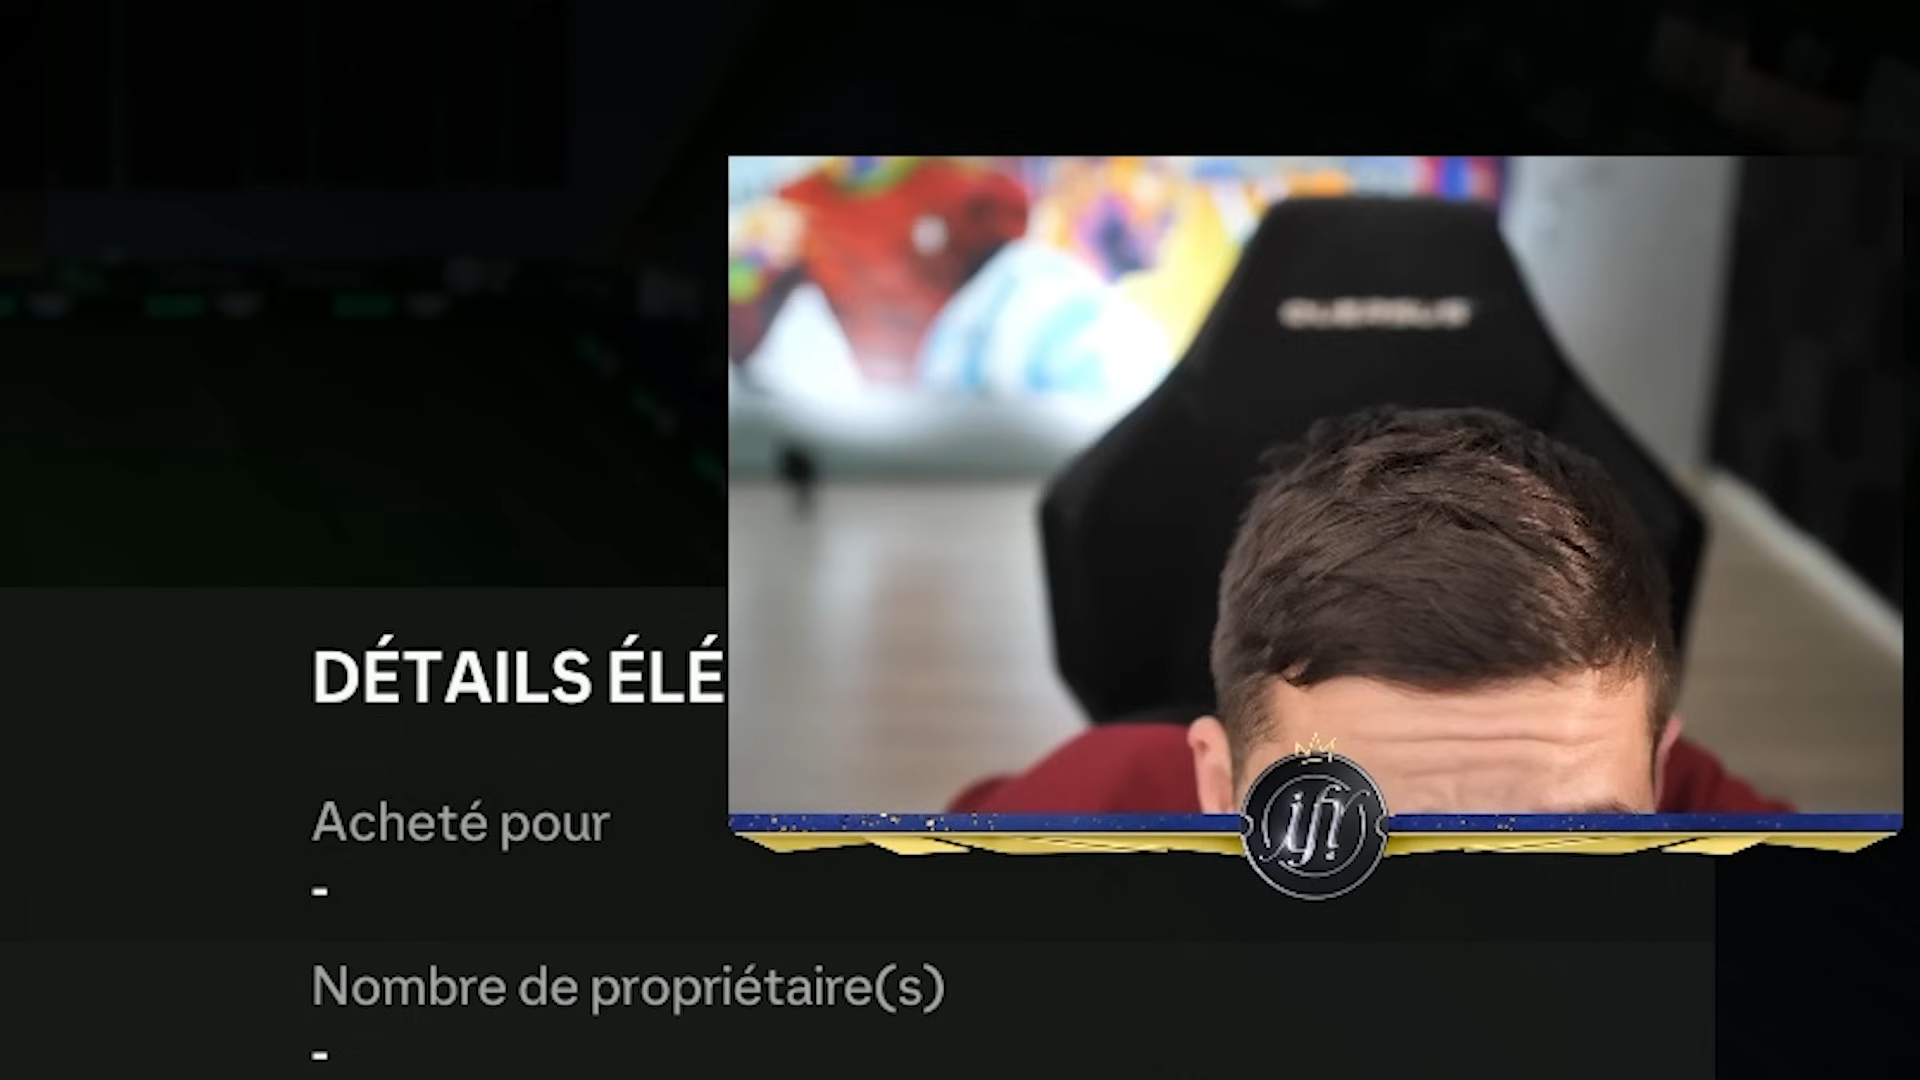 DÉTAILS ÉLÉ
Acheté pour
-
Nombre de propriétaire(s)
-